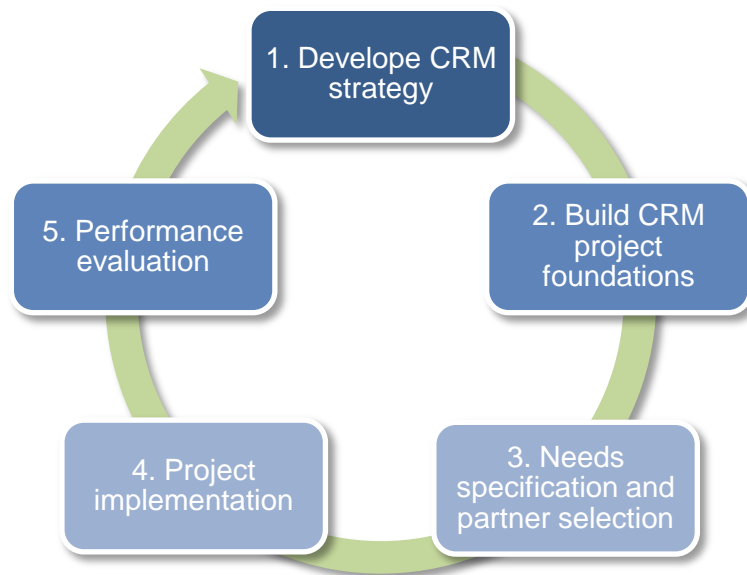 1. Develope CRM
strategy
2. Build CRM
project
foundations
3. Needs
specification and
partner selection
4. Project
implementation
5. Performance
evaluation